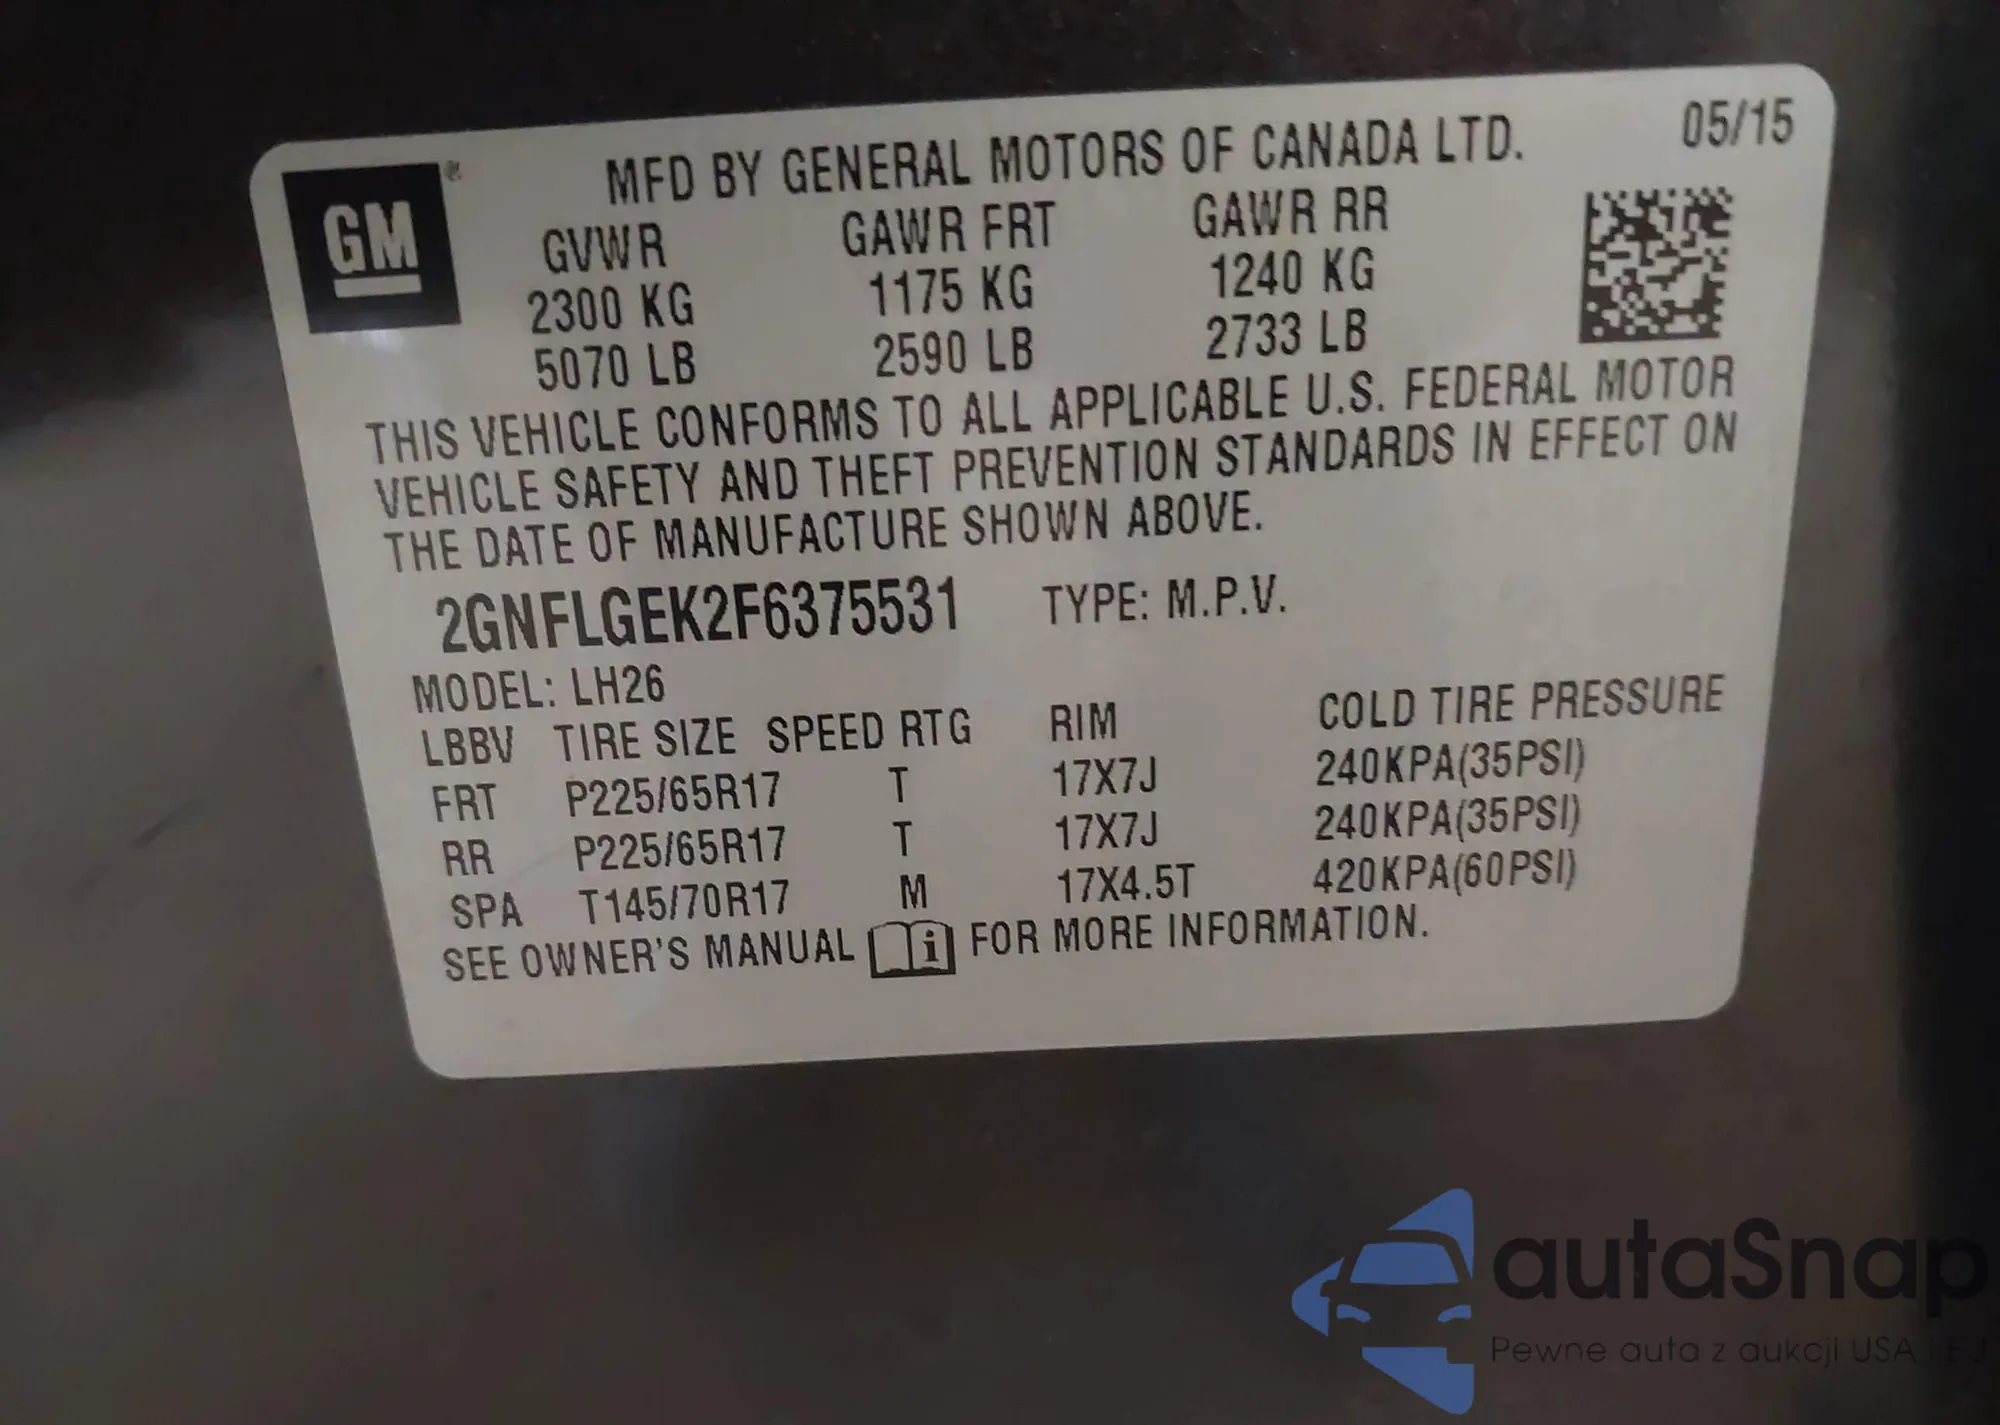 MFD BY GENERAL MOTORS OF CANADA LTD. 05/15
GM®
GVWR GAWR FRT GAWR RR
2300 KG 1175 KG 1240 KG
5070 LB 2590 LB 2733 LB
THIS VEHICLE CONFORMS TO ALL APPLICABLE U.S. FEDERAL MOTOR
VEHICLE SAFETY AND THEFT PREVENTION STANDARDS IN EFFECT ON
THE DATE OF MANUFACTURE SHOWN ABOVE.
2GNFLGEK2F6375531 TYPE: M.P.V.
MODEL: LH26
LBBV TIRE SIZE SPEED RTG RIM COLD TIRE PRESSURE
FRT P225/65R17 T 17X7J 240KPA(35PSI)
RR P225/65R17 T 17X7J 240KPA(35PSI)
SPA T145/70R17 M 17X4.5T 420KPA(60PSI)
SEE OWNER'S MANUAL i FOR MORE INFORMATION.
autaSnap
Pewne auta z aukcji USA i EU